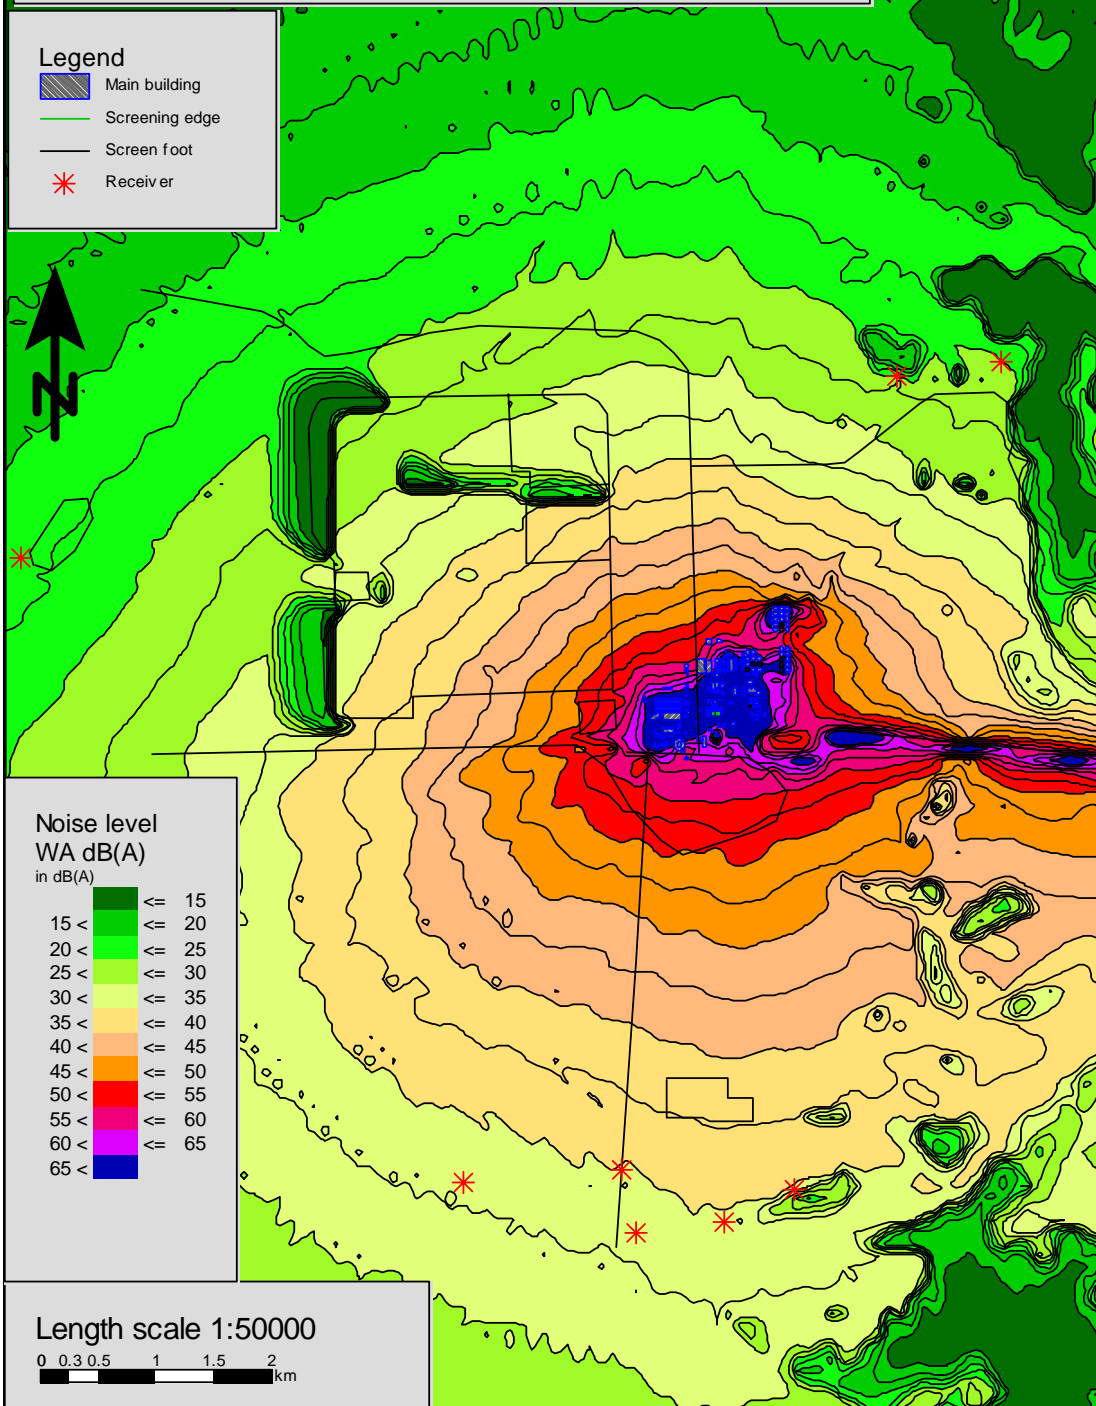 Legend
Main building
Screening edge
Screen foot
Receiver
N
Noise level
WA dB(A)
in dB(A)
<= 15
15 < <= 20
20 < <= 25
25 < <= 30
30 < <= 35
35 < <= 40
40 < <= 45
45 < <= 50
50 < <= 55
55 < <= 60
60 < <= 65
65 <
Length scale 1:50000
0 0.3 0.5 1 1.5 2
km